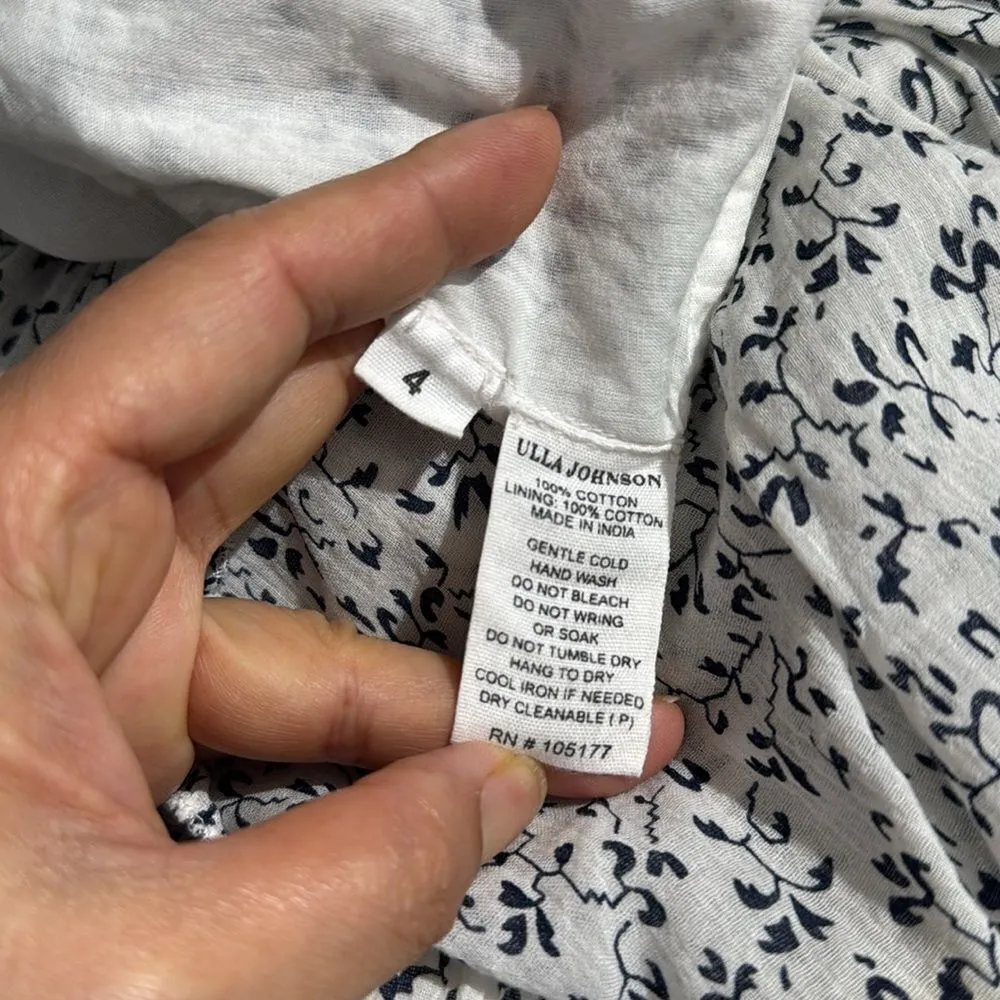 4
ULLA JOHNSON
100% COTTON
LINING: 100% COTTON
MADE IN INDIA
GENTLE COLD
HAND WASH
DO NOT BLEACH
DO NOT WRING
OR SOAK
DO NOT TUMBLE DRY
HANG TO DRY
COOL IRON IF NEEDED
DRY CLEANABLE ( P)
RN # 105177